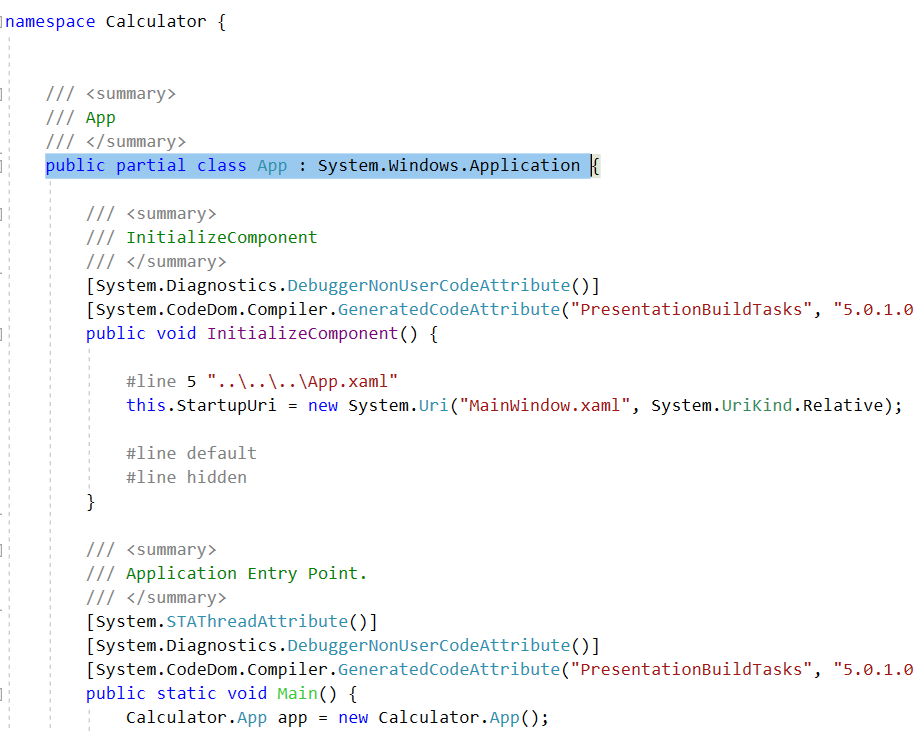 namespace Calculator {
/// <summary>
/// App
/// </summary>
public partial class App : System.Windows.Application {
/// <summary>
/// InitializeComponent
/// </summary>
[System.Diagnostics.DebuggerNonUserCodeAttribute()]
[System.CodeDom.Compiler.GeneratedCodeAttribute("PresentationBuildTasks", "5.0.1.0
public void InitializeComponent() {
#line 5 "..\..\..\App.xaml"
this.StartupUri = new System.Uri("MainWindow.xaml", System.UriKind.Relative);
#line default
#line hidden
}
/// <summary>
/// Application Entry Point.
/// </summary>
[System.STAThreadAttribute()]
[System.Diagnostics.DebuggerNonUserCodeAttribute()]
[System.CodeDom.Compiler.GeneratedCodeAttribute("PresentationBuildTasks", "5.0.1.0
public static void Main() {
Calculator.App app = new Calculator.App();